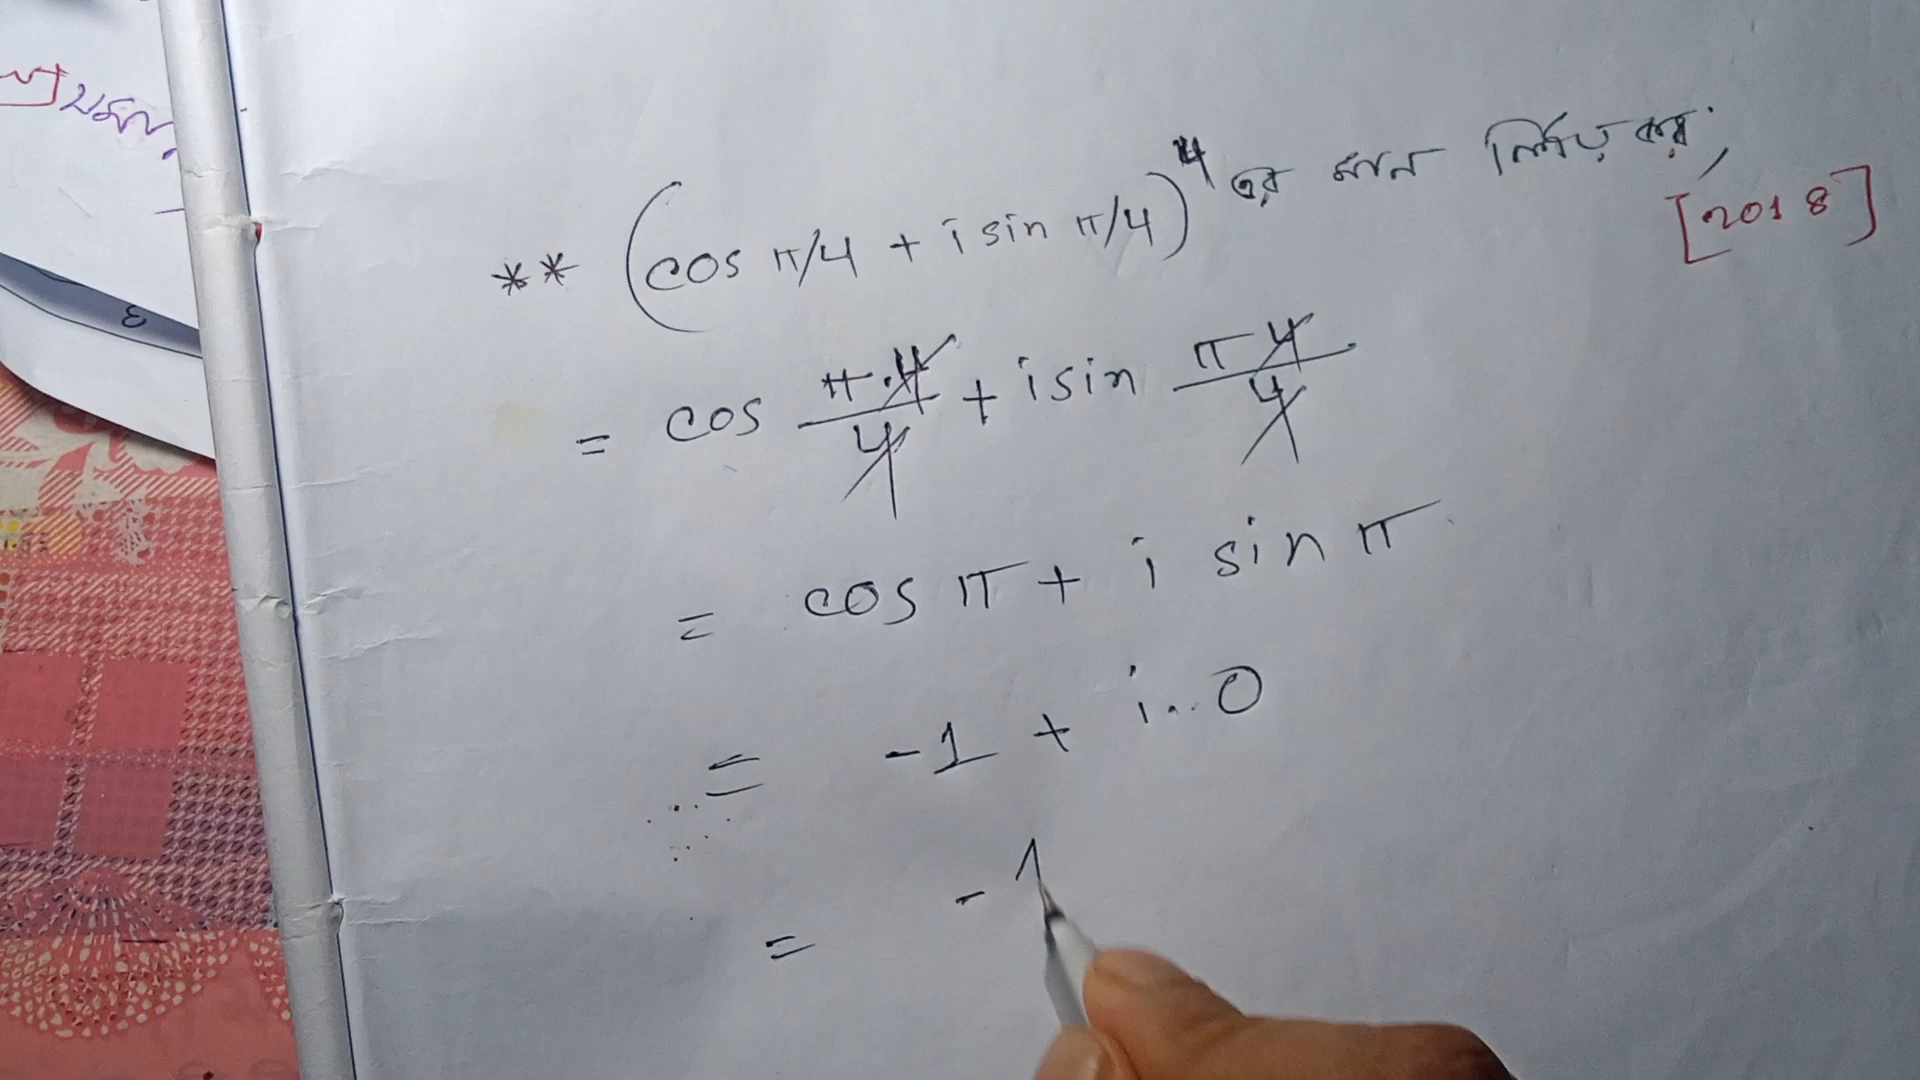 ** (cos π/4 + i sin π/4)⁴ এর মান নির্ণয় কর,
[2018]
= cos π.4/4 + i sin π4/4
= cos π + i sin π
= -1 + i.. 0
= -1